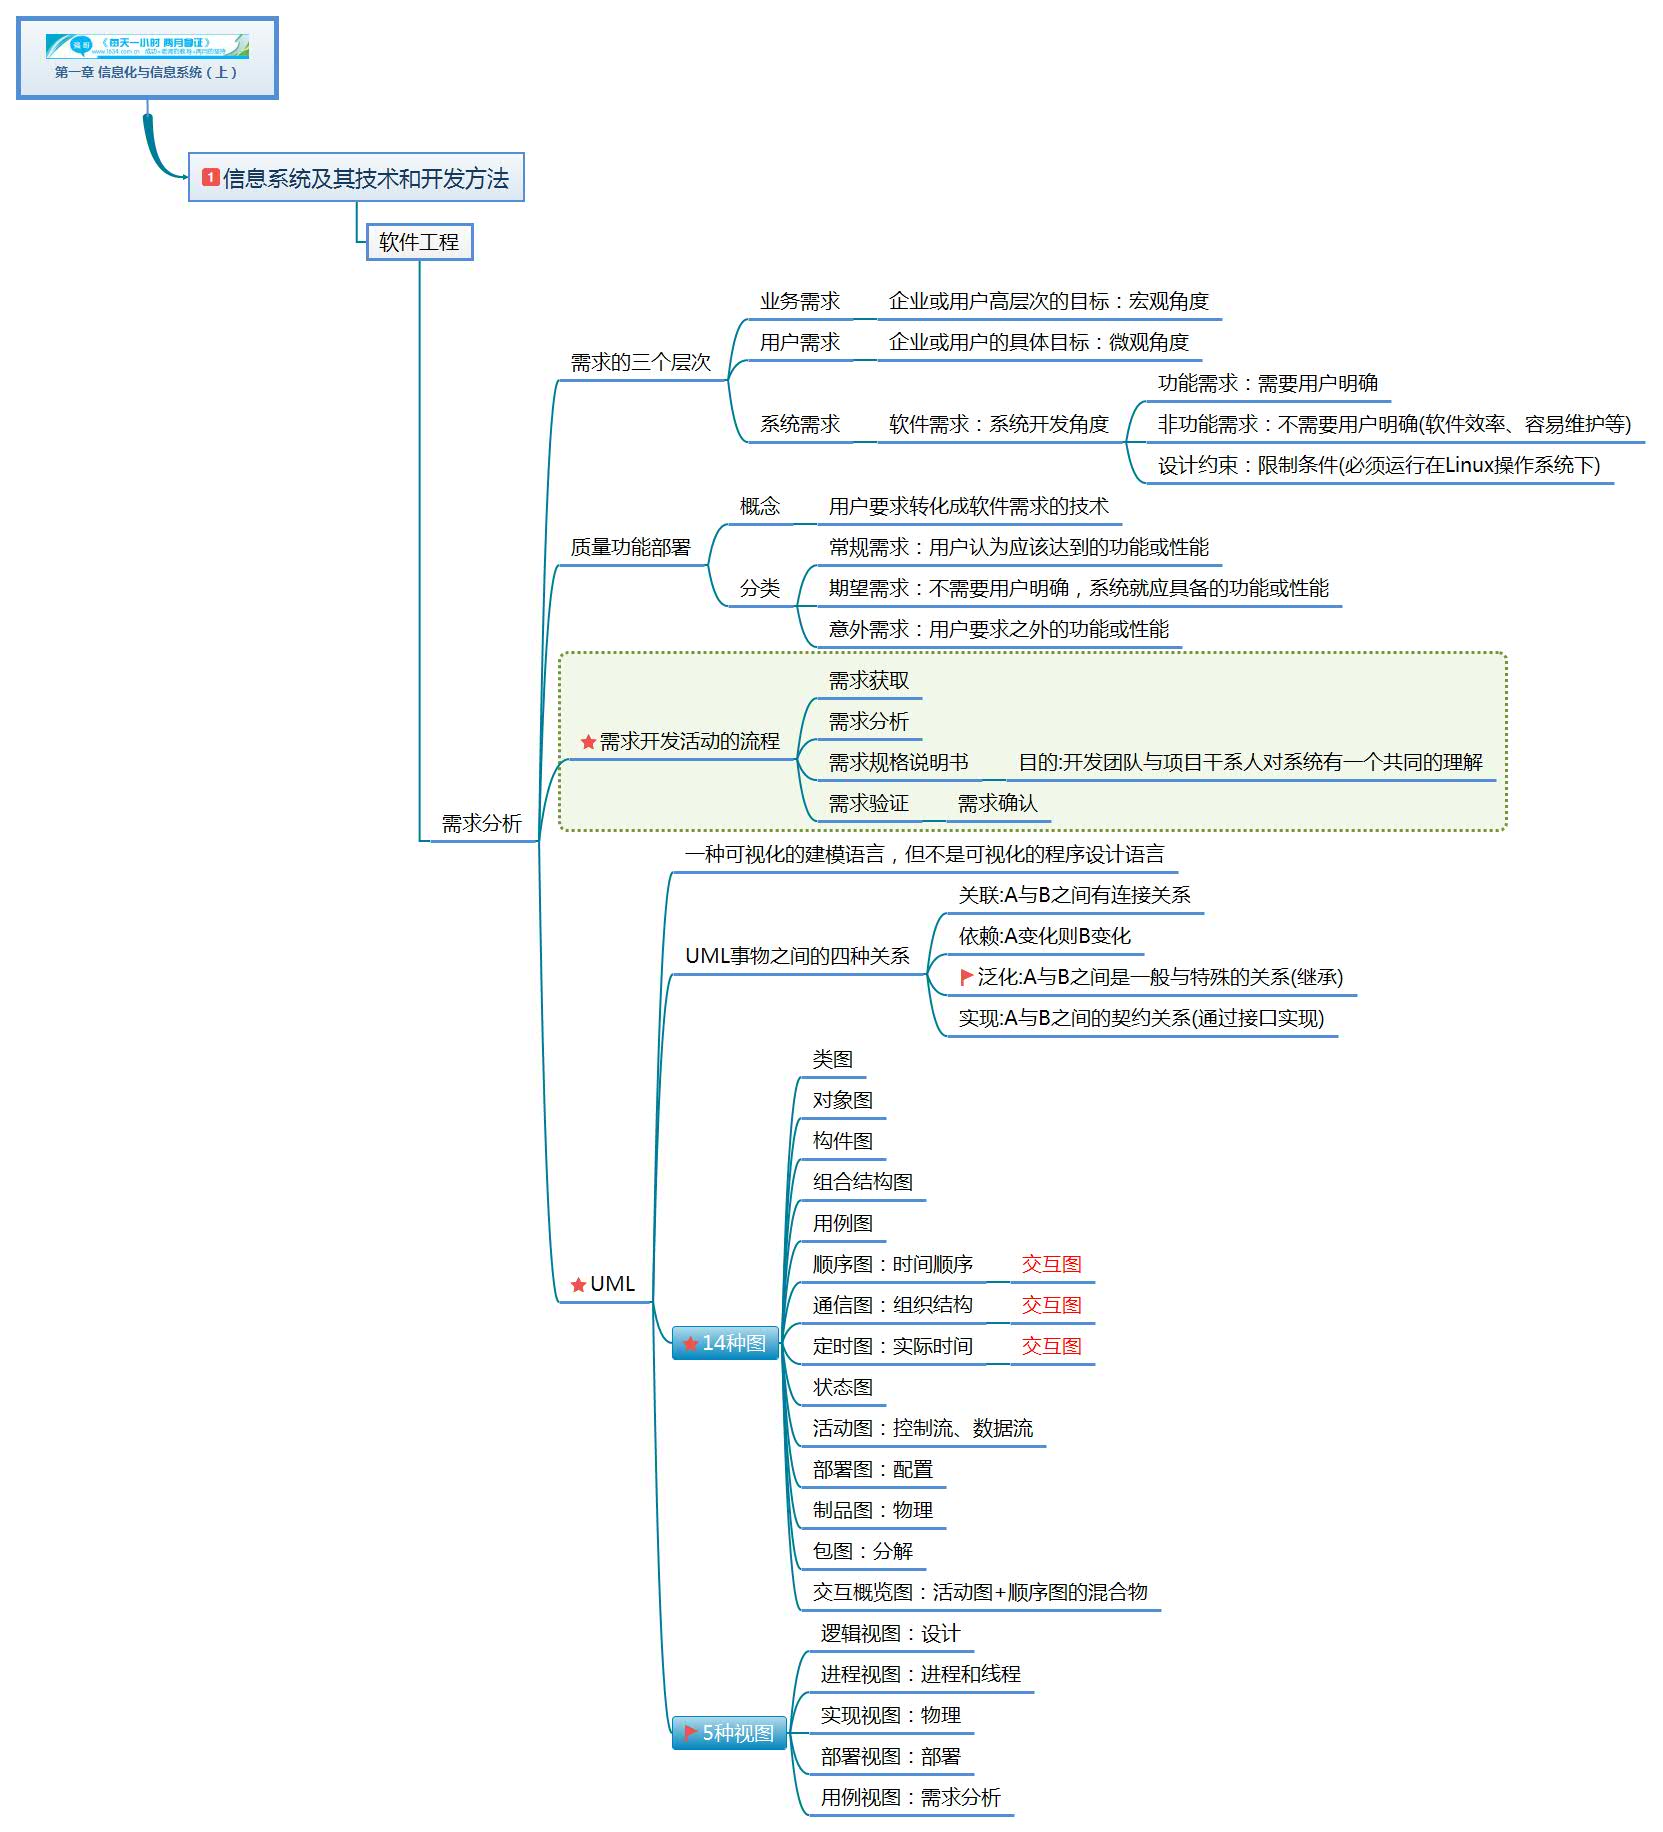 《每天一小时 两月拿证》
第一章 信息化与信息系统（上）
1 信息系统及其技术和开发方法
软件工程
需求分析
需求的三个层次
业务需求
企业或用户高层次的目标：宏观角度
用户需求
企业或用户的具体目标：微观角度
系统需求
软件需求：系统开发角度
功能需求：需要用户明确
非功能需求：不需要用户明确(软件效率、容易维护等)
设计约束：限制条件(必须运行在Linux操作系统下)
质量功能部署
概念
用户要求转化成软件需求的技术
分类
常规需求：用户认为应该达到的功能或性能
期望需求：不需要用户明确，系统就应具备的功能或性能
意外需求：用户要求之外的功能或性能
需求开发活动的流程
需求获取
需求分析
需求规格说明书
目的:开发团队与项目干系人对系统有一个共同的理解
需求验证
需求确认
UML
一种可视化的建模语言，但不是可视化的程序设计语言
UML事物之间的四种关系
关联:A与B之间有连接关系
依赖:A变化则B变化
泛化:A与B之间是一般与特殊的关系(继承)
实现:A与B之间的契约关系(通过接口实现)
14种图
类图
对象图
构件图
组合结构图
用例图
顺序图：时间顺序
交互图
通信图：组织结构
交互图
定时图：实际时间
交互图
状态图
活动图：控制流、数据流
部署图：配置
制品图：物理
包图：分解
交互概览图：活动图+顺序图的混合物
5种视图
逻辑视图：设计
进程视图：进程和线程
实现视图：物理
部署视图：部署
用例视图：需求分析